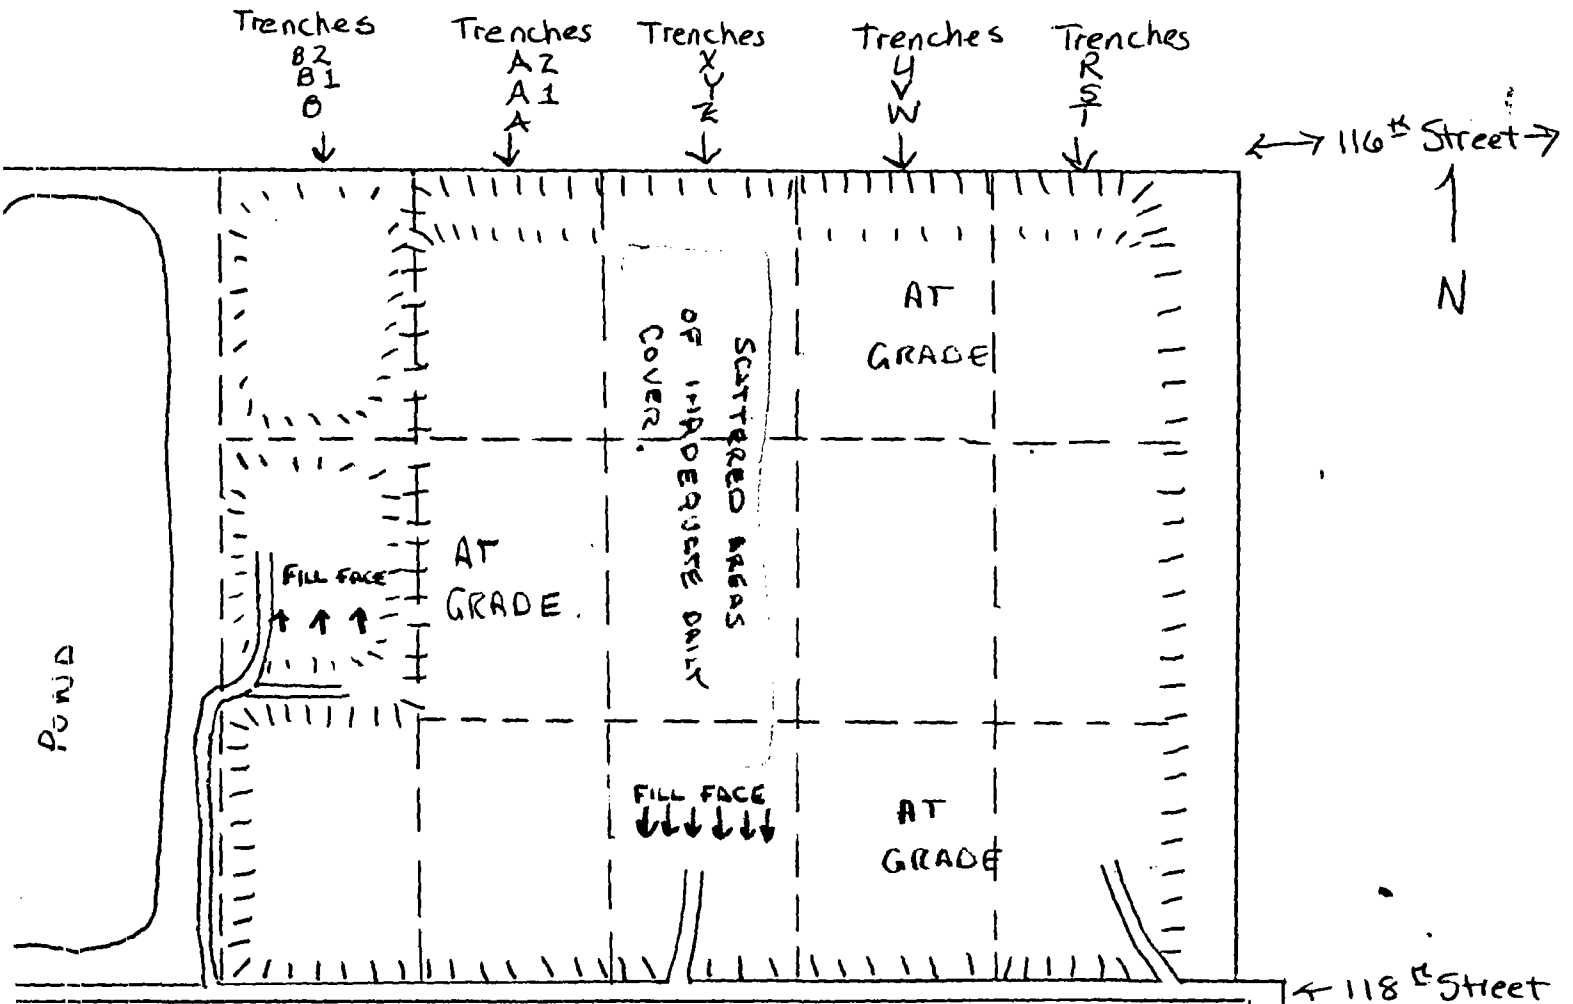 Trenches
B2
B1
B
Trenches
A2
A1
A
Trenches
X
Y
Z
Trenches
U
V
W
Trenches
R
S
T
116th Street
N
AT
GRADE
SCATTERED AREAS
OF INADEQUATE DAILY
COVER.
AT
GRADE.
FILL FACE
POND
FILL FACE
AT
GRADE
118th Street